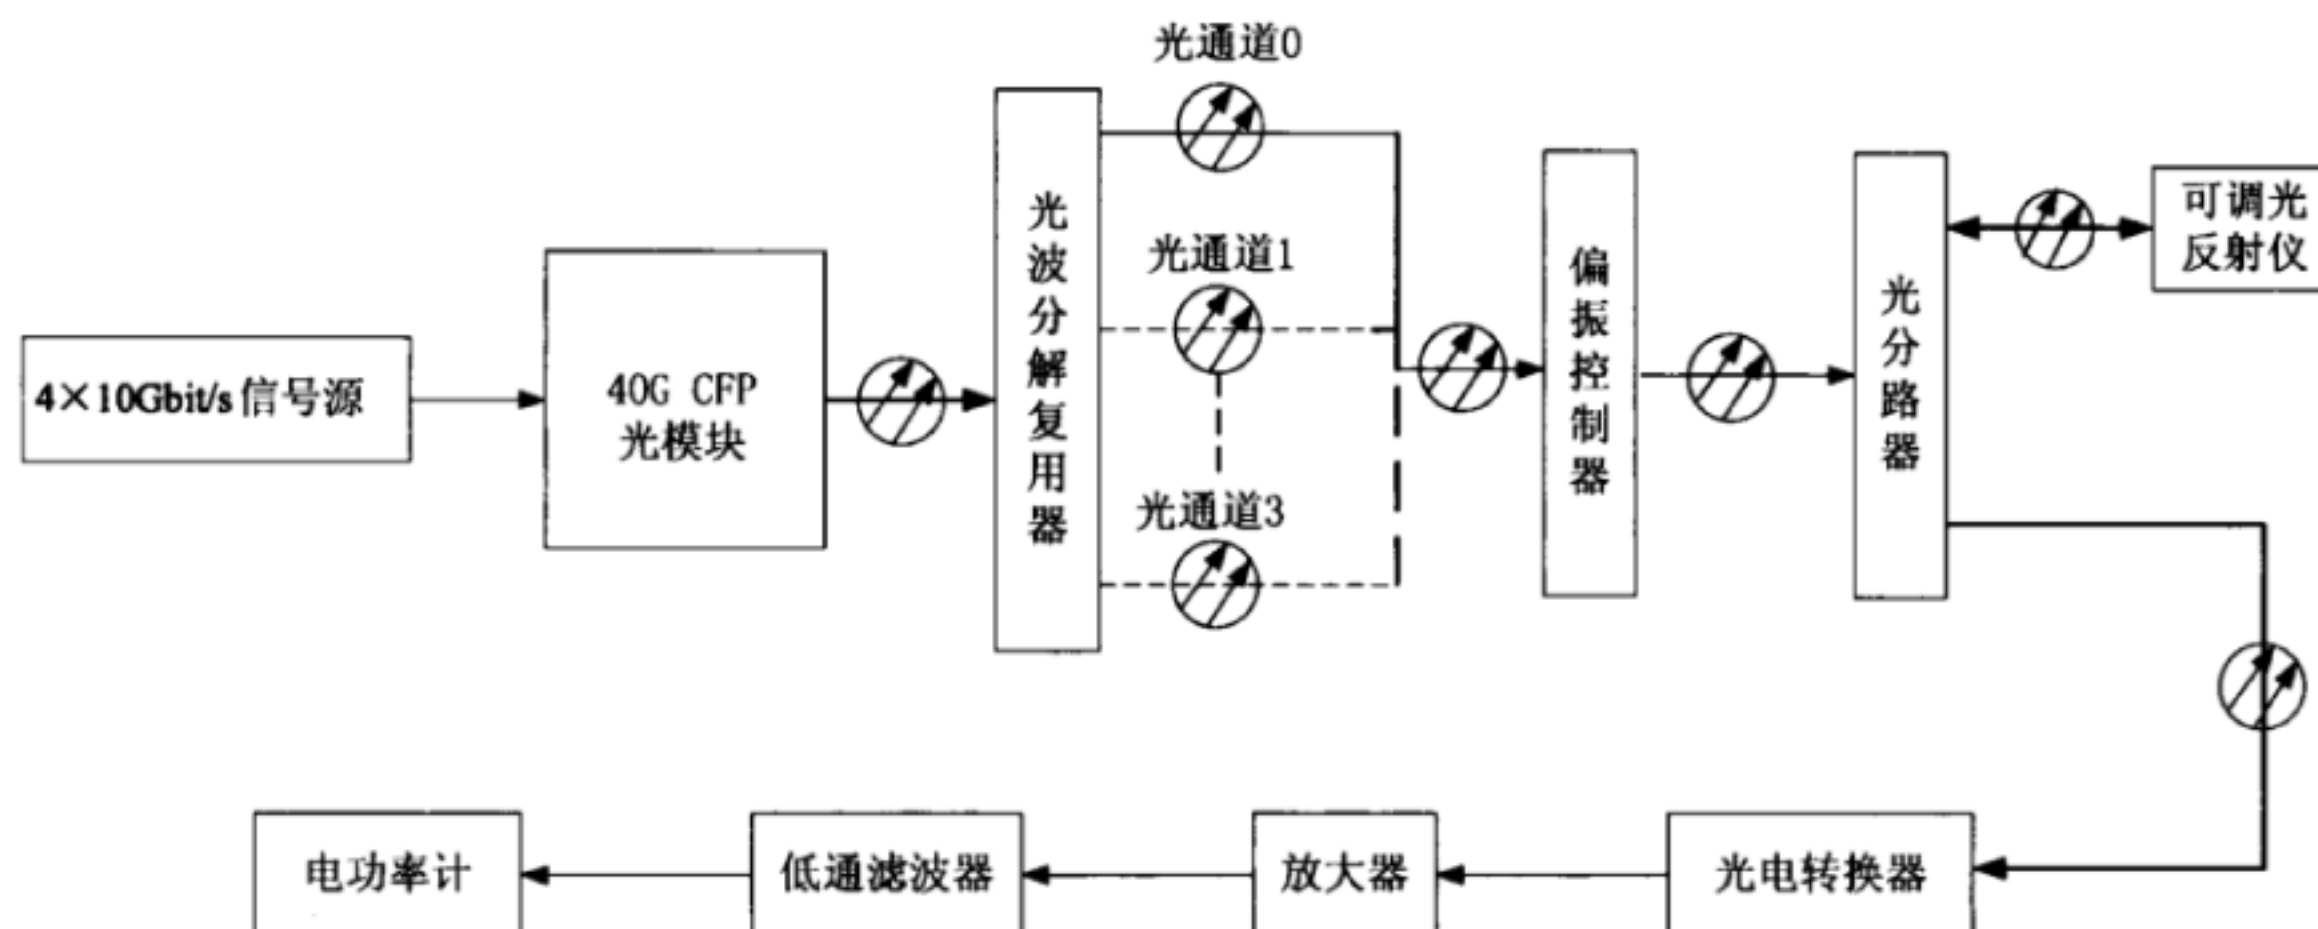 光通道0
光波分解复用器
光通道1
光通道3
4×10Gbit/s 信号源
40G CFP
光模块
偏振控制器
光分路器
可调光
反射仪
电功率计
低通滤波器
放大器
光电转换器